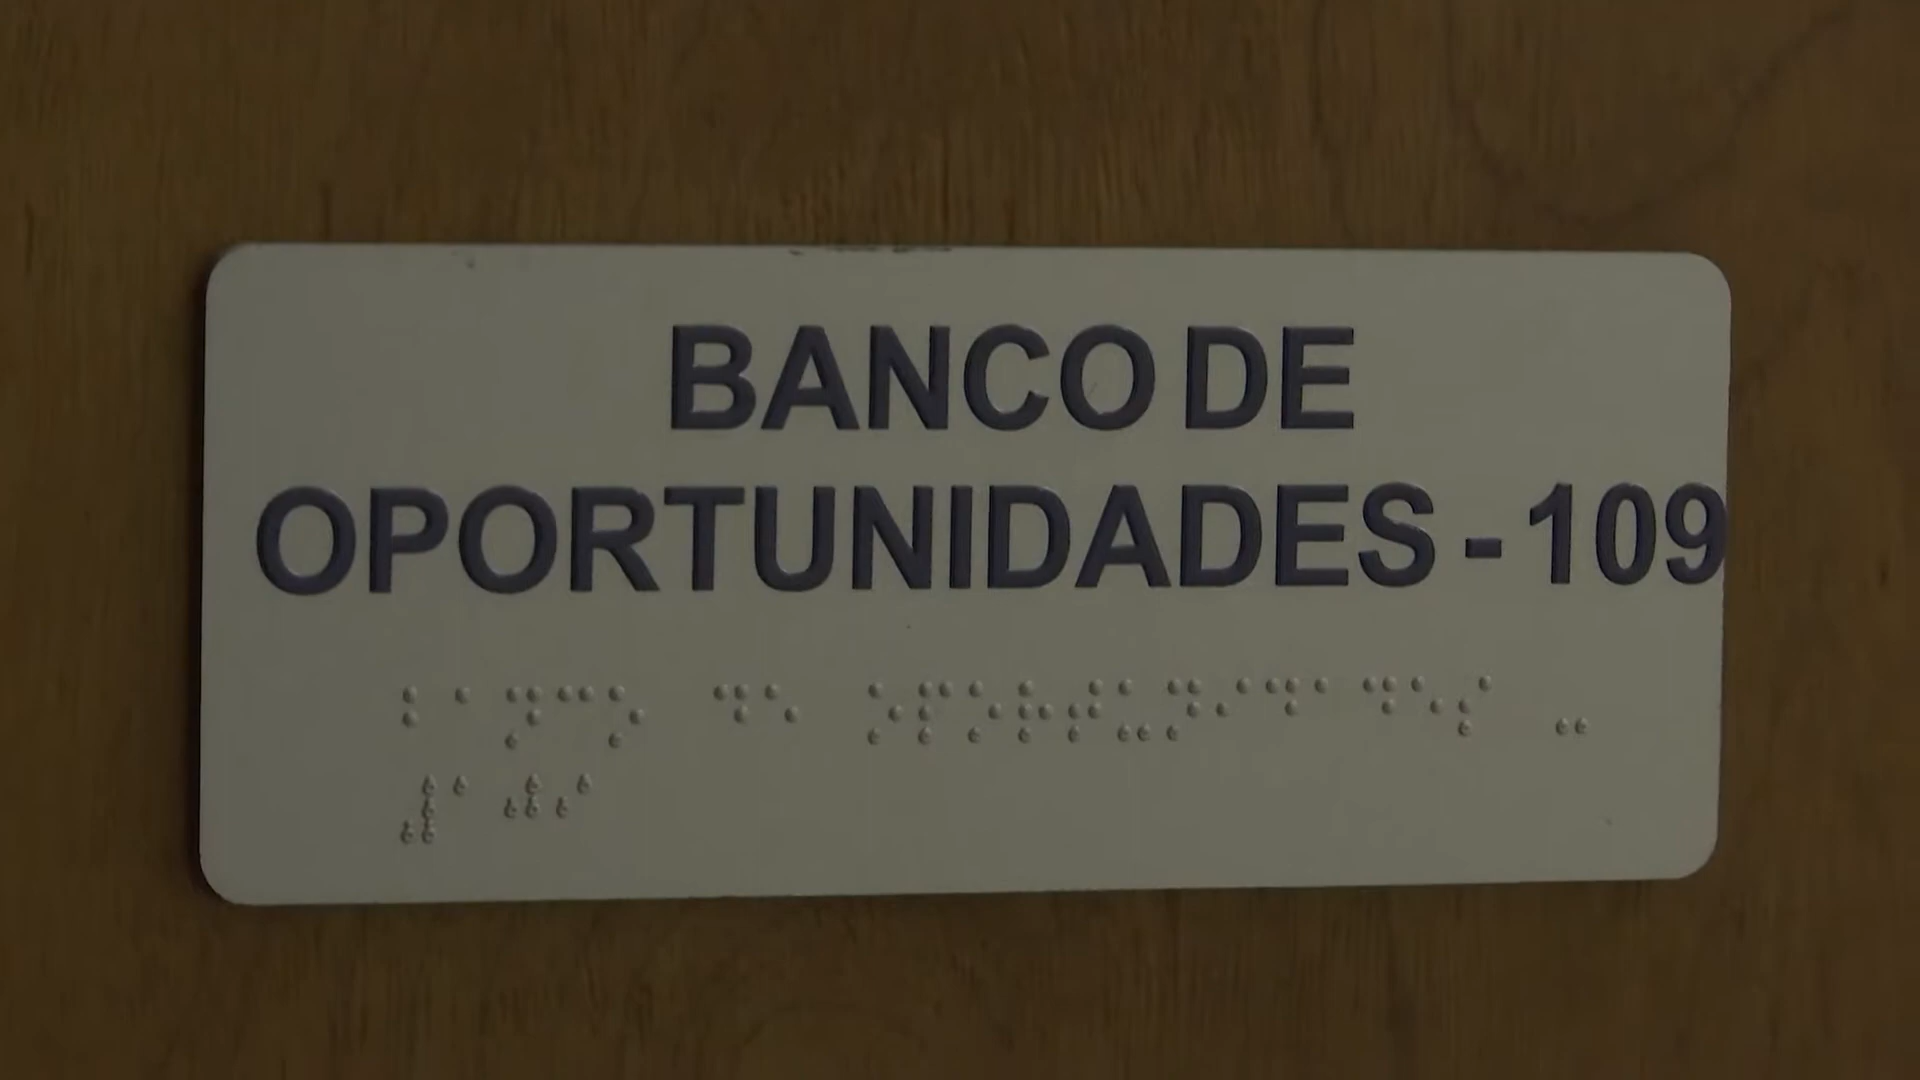 BANCO DE
OPORTUNIDADES - 109
⠃⠁⠝⠉⠕ ⠙⠑ ⠕⠏⠕⠗⠞⠥⠝⠊⠙⠁⠙⠑⠎ ⠤
⠼⠁⠚⠊